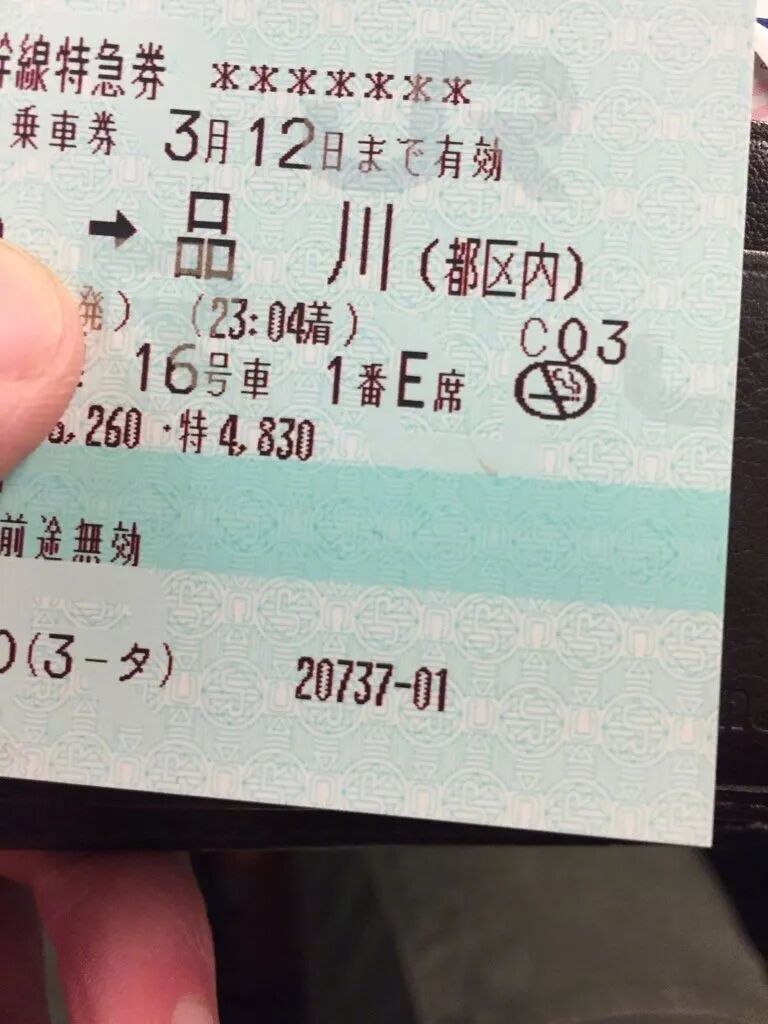 線特急券 *******
乗車券 3月12日まで有効
➡ 品川(都区内)
発) (23:04着) C03
16号車 1番E席
,260 ・特4,830
前途無効
(3-タ) 20737-01